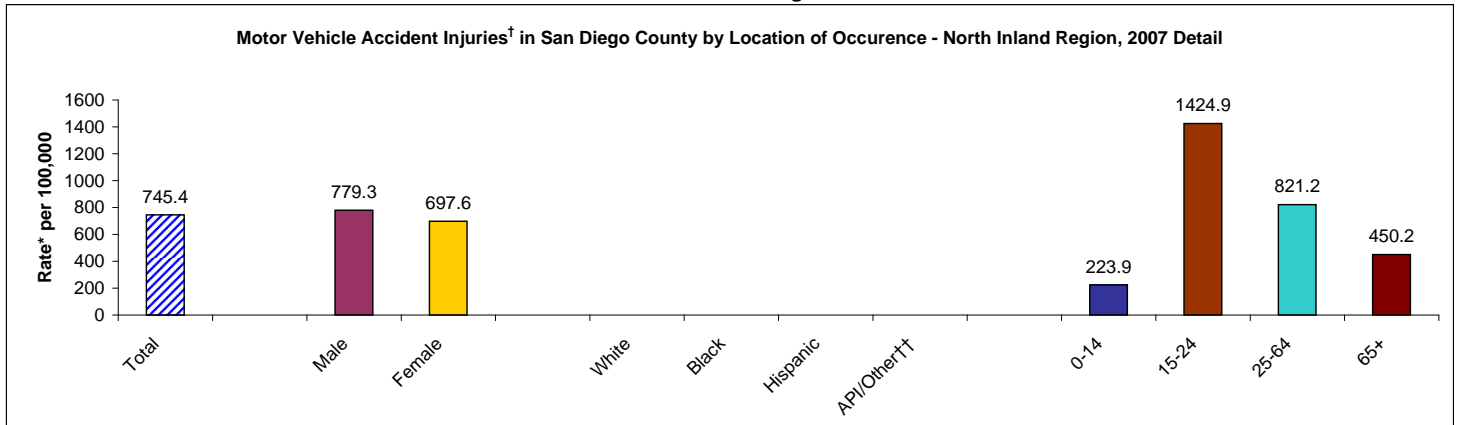 Motor Vehicle Accident Injuries† in San Diego County by Location of Occurence - North Inland Region, 2007 Detail
Rate* per 100,000
1600
1400
1200
1000
800
600
400
200
0
745.4
779.3
697.6
223.9
1424.9
821.2
450.2
Total
Male
Female
White
Black
Hispanic
API/Other††
0-14
15-24
25-64
65+